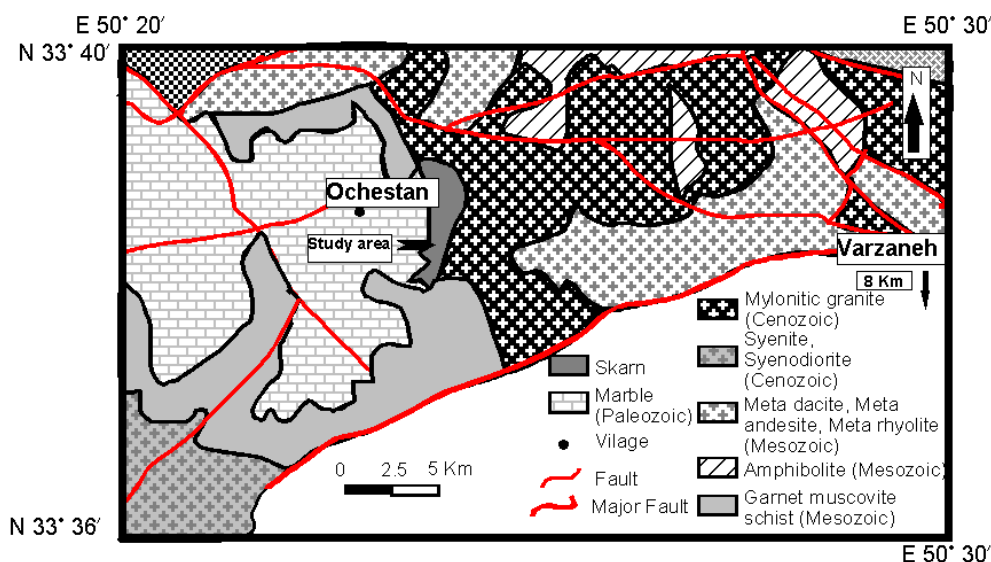 E 50° 20′
E 50° 30′
N 33° 40′
N
Ochestan
Study area
Varzaneh
8 Km
Mylonitic granite
(Cenozoic)
Syenite,
Syenodiorite
(Cenozoic)
Meta dacite, Meta
andesite, Meta rhyolite
(Mesozoic)
Amphibolite (Mesozoic)
Garnet muscovite
schist (Mesozoic)
Skarn
Marble
(Paleozoic)
Vilage
Fault
Major Fault
0 2.5 5 Km
N 33° 36′
E 50° 30′